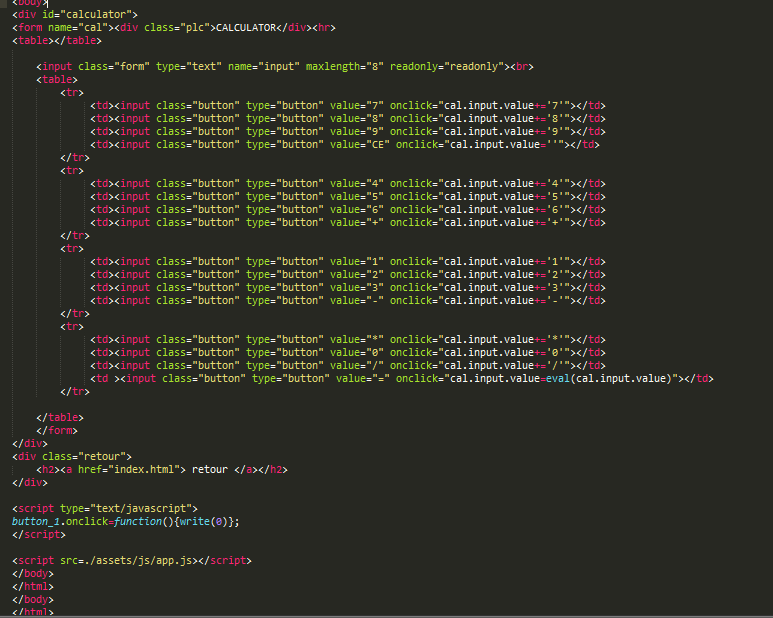 <body>
<div id="calculator">
<form name="cal"><div class="plc">CALCULATOR</div><hr>
<table></table>
<input class="form" type="text" name="input" maxlength="8" readonly="readonly"><br>
<table>
<tr>
<td><input class="button" type="button" value="7" onclick="cal.input.value+='7'"></td>
<td><input class="button" type="button" value="8" onclick="cal.input.value+='8'"></td>
<td><input class="button" type="button" value="9" onclick="cal.input.value+='9'"></td>
<td><input class="button" type="button" value="CE" onclick="cal.input.value=''"></td>
</tr>
<tr>
<td><input class="button" type="button" value="4" onclick="cal.input.value+='4'"></td>
<td><input class="button" type="button" value="5" onclick="cal.input.value+='5'"></td>
<td><input class="button" type="button" value="6" onclick="cal.input.value+='6'"></td>
<td><input class="button" type="button" value="+" onclick="cal.input.value+='+'"></td>
</tr>
<tr>
<td><input class="button" type="button" value="1" onclick="cal.input.value+='1'"></td>
<td><input class="button" type="button" value="2" onclick="cal.input.value+='2'"></td>
<td><input class="button" type="button" value="3" onclick="cal.input.value+='3'"></td>
<td><input class="button" type="button" value="-" onclick="cal.input.value+='-'"></td>
</tr>
<tr>
<td><input class="button" type="button" value="*" onclick="cal.input.value+='*'"></td>
<td><input class="button" type="button" value="0" onclick="cal.input.value+='0'"></td>
<td><input class="button" type="button" value="/" onclick="cal.input.value+='/'"></td>
<td ><input class="button" type="button" value="=" onclick="cal.input.value=eval(cal.input.value)"></td>
</tr>
</table>
</form>
</div>
<div class="retour">
<h2><a href="index.html"> retour </a></h2>
</div>
<script type="text/javascript">
button_1.onclick=function(){write(0)};
</script>
<script src=./assets/js/app.js></script>
</body>
</html>
</body>
</html>